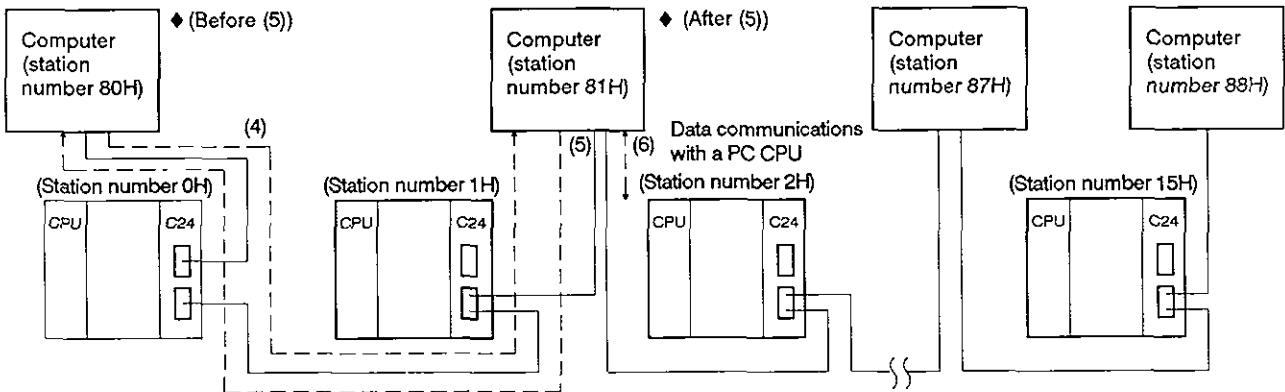 ♦ (Before (5))
♦ (After (5))
Computer
(station
number 80H)
Computer
(station
number 81H)
Computer
(station
number 87H)
Computer
(station
number 88H)
(4)
(5)
(6)
Data communications
with a PC CPU
(Station number 0H)
(Station number 1H)
(Station number 2H)
(Station number 15H)
CPU
C24
CPU
C24
CPU
C24
CPU
C24